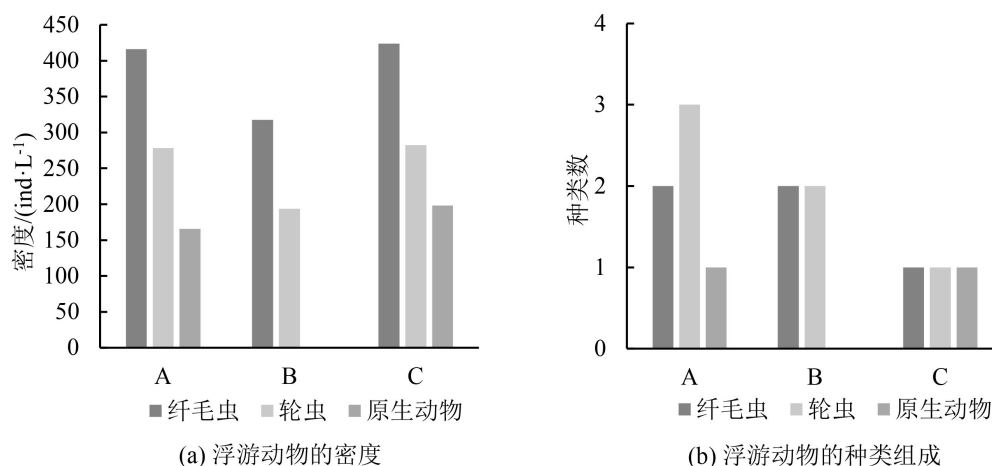 密度/(ind·L⁻¹)
450
400
350
300
250
200
150
100
50
0
A B C
纤毛虫 轮虫 原生动物
(a) 浮游动物的密度
种类数
4
3
2
1
0
A B C
纤毛虫 轮虫 原生动物
(b) 浮游动物的种类组成